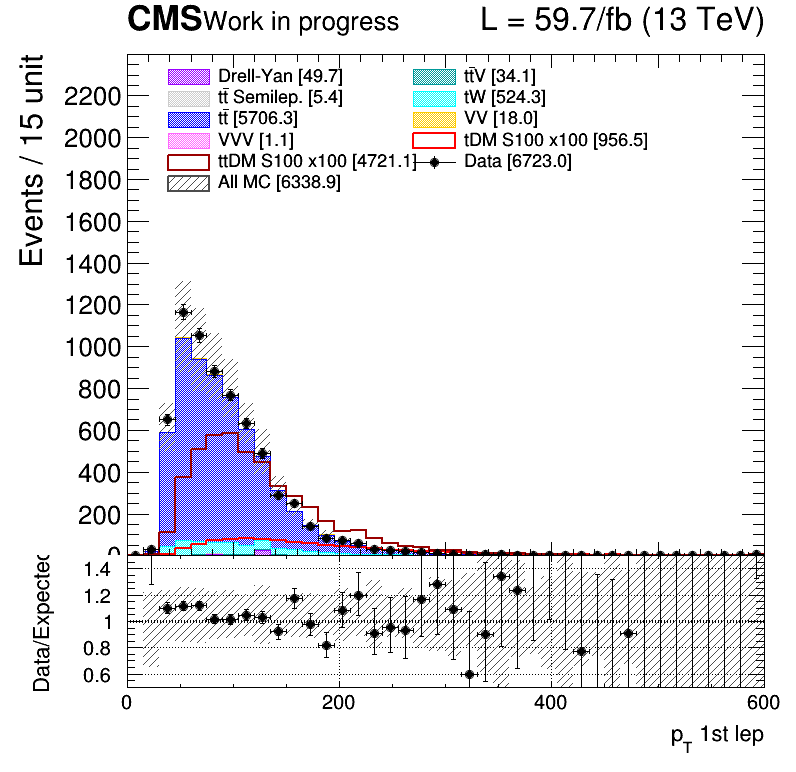 CMS Work in progress L = 59.7/fb (13 TeV)
Events / 15 unit
Drell-Yan [49.7] tt̄V [34.1]
tt̄ Semilep. [5.4] tW [524.3]
tt̄ [5706.3] VV [18.0]
VVV [1.1] tDM S100 x100 [956.5]
ttDM S100 x100 [4721.1] Data [6723.0]
All MC [6338.9]
2200
2000
1800
1600
1400
1200
1000
800
600
400
200
0
Data/Expected
1.4
1.2
1
0.8
0.6
0 200 400 600
p_T 1st lep